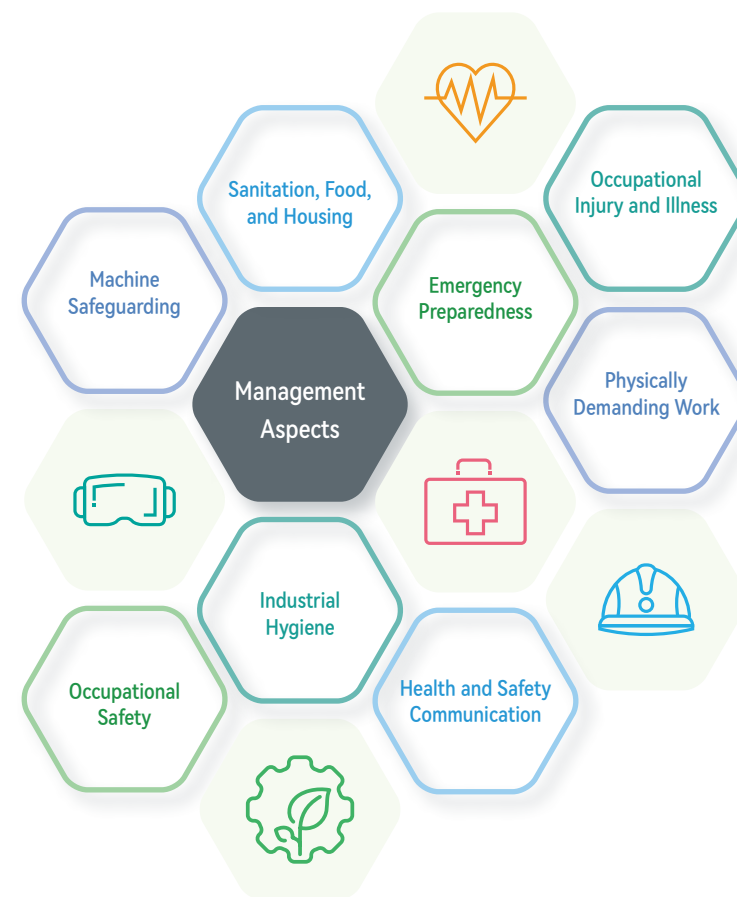 Sanitation, Food,
and Housing
Occupational
Injury and Illness
Machine
Safeguarding
Emergency
Preparedness
Management
Aspects
Physically
Demanding Work
Industrial
Hygiene
Occupational
Safety
Health and Safety
Communication